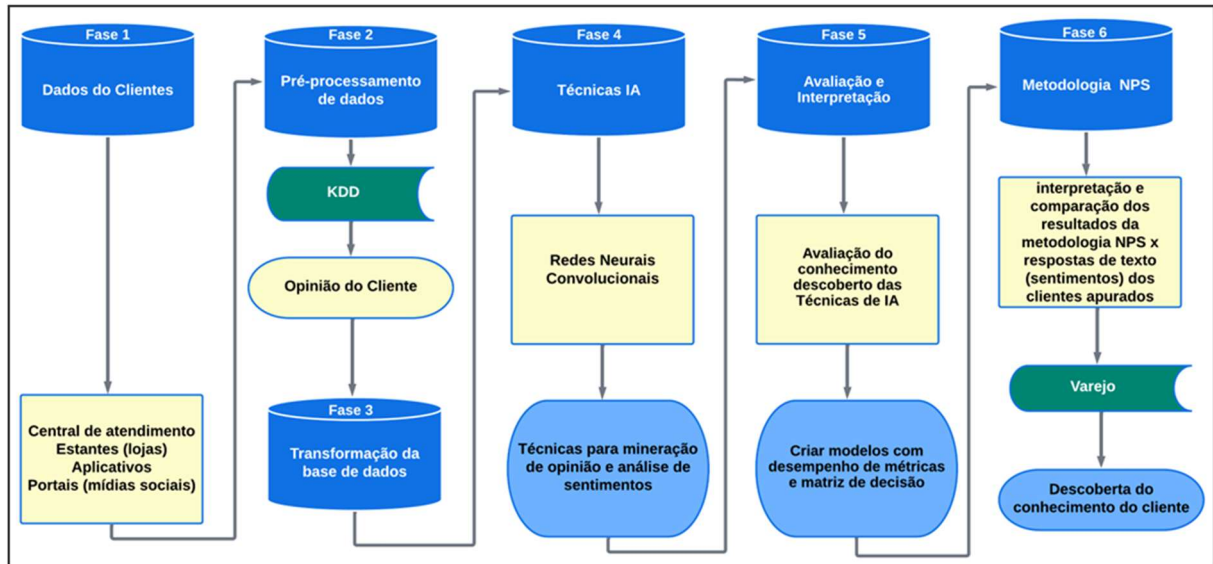 Fase 1
Dados do Clientes
Central de atendimento
Estantes (lojas)
Aplicativos
Portais (mídias sociais)
Fase 2
Pré-processamento
de dados
KDD
Opinião do Cliente
Fase 3
Transformação da
base de dados
Fase 4
Técnicas IA
Redes Neurais
Convolucionais
Técnicas para mineração
de opinião e análise de
sentimentos
Fase 5
Avaliação e
Interpretação
Avaliação do
conhecimento
descoberto das
Técnicas de IA
Criar modelos com
desempenho de métricas
e matriz de decisão
Fase 6
Metodologia NPS
interpretação e
comparação dos
resultados da
metodologia NPS x
respostas de texto
(sentimentos) dos
clientes apurados
Varejo
Descoberta do
conhecimento do cliente